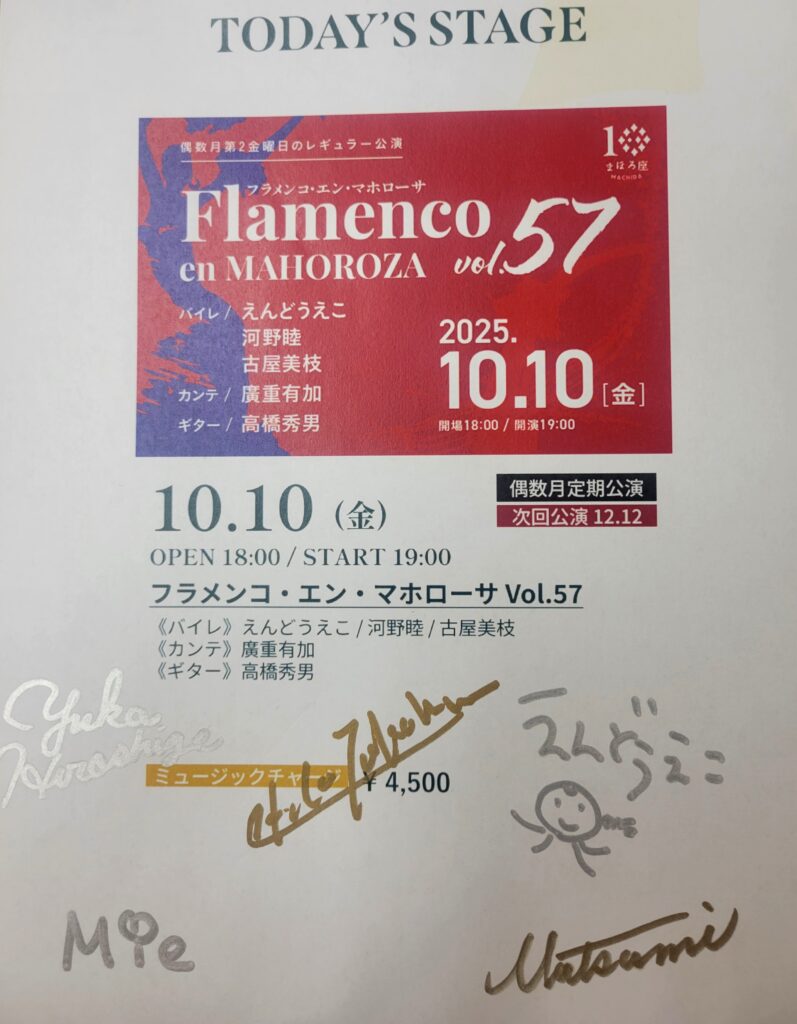 TODAY'S STAGE
偶数月第2金曜日のレギュラー公演
10
まほろ座
MACHIDA
フラメンコ・エン・マホローサ
Flamenco
en MAHOROZA vol.57
バイレ / えんどうえこ
河野睦
古屋美枝
カンテ / 廣重有加
ギター / 高橋秀男
2025.
10.10[金]
開場18:00 / 開演19:00
10.10 (金)
偶数月定期公演
次回公演 12.12
OPEN 18:00 / START 19:00
フラメンコ・エン・マホローサ Vol.57
《バイレ》えんどうえこ / 河野睦 / 古屋美枝
《カンテ》廣重有加
《ギター》高橋秀男
Yuka
Hiroshige
えんどうえこ
ミュージックチャージ ¥ 4,500
Mie
Mutsumi